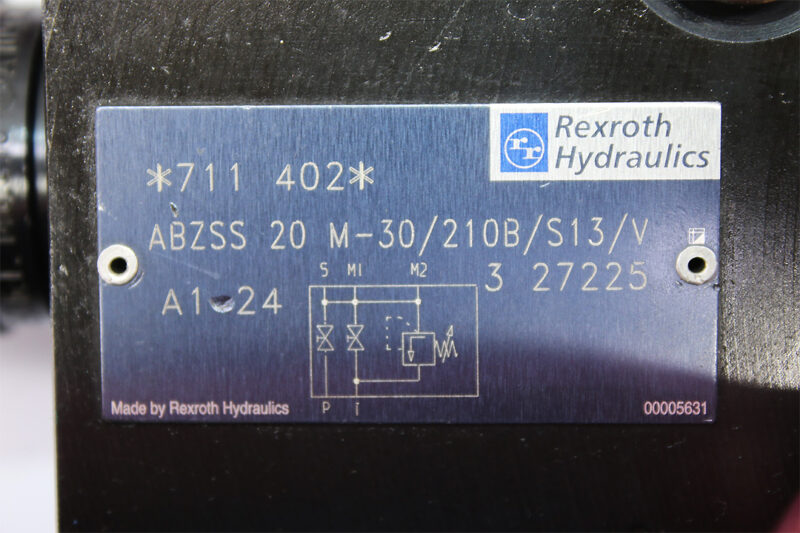 Rexroth
Hydraulics
*711 402*
ABZSS 20 M-30/210B/S13/V
3 27225
S M1 M2
P T
Made by Rexroth Hydraulics
00005631